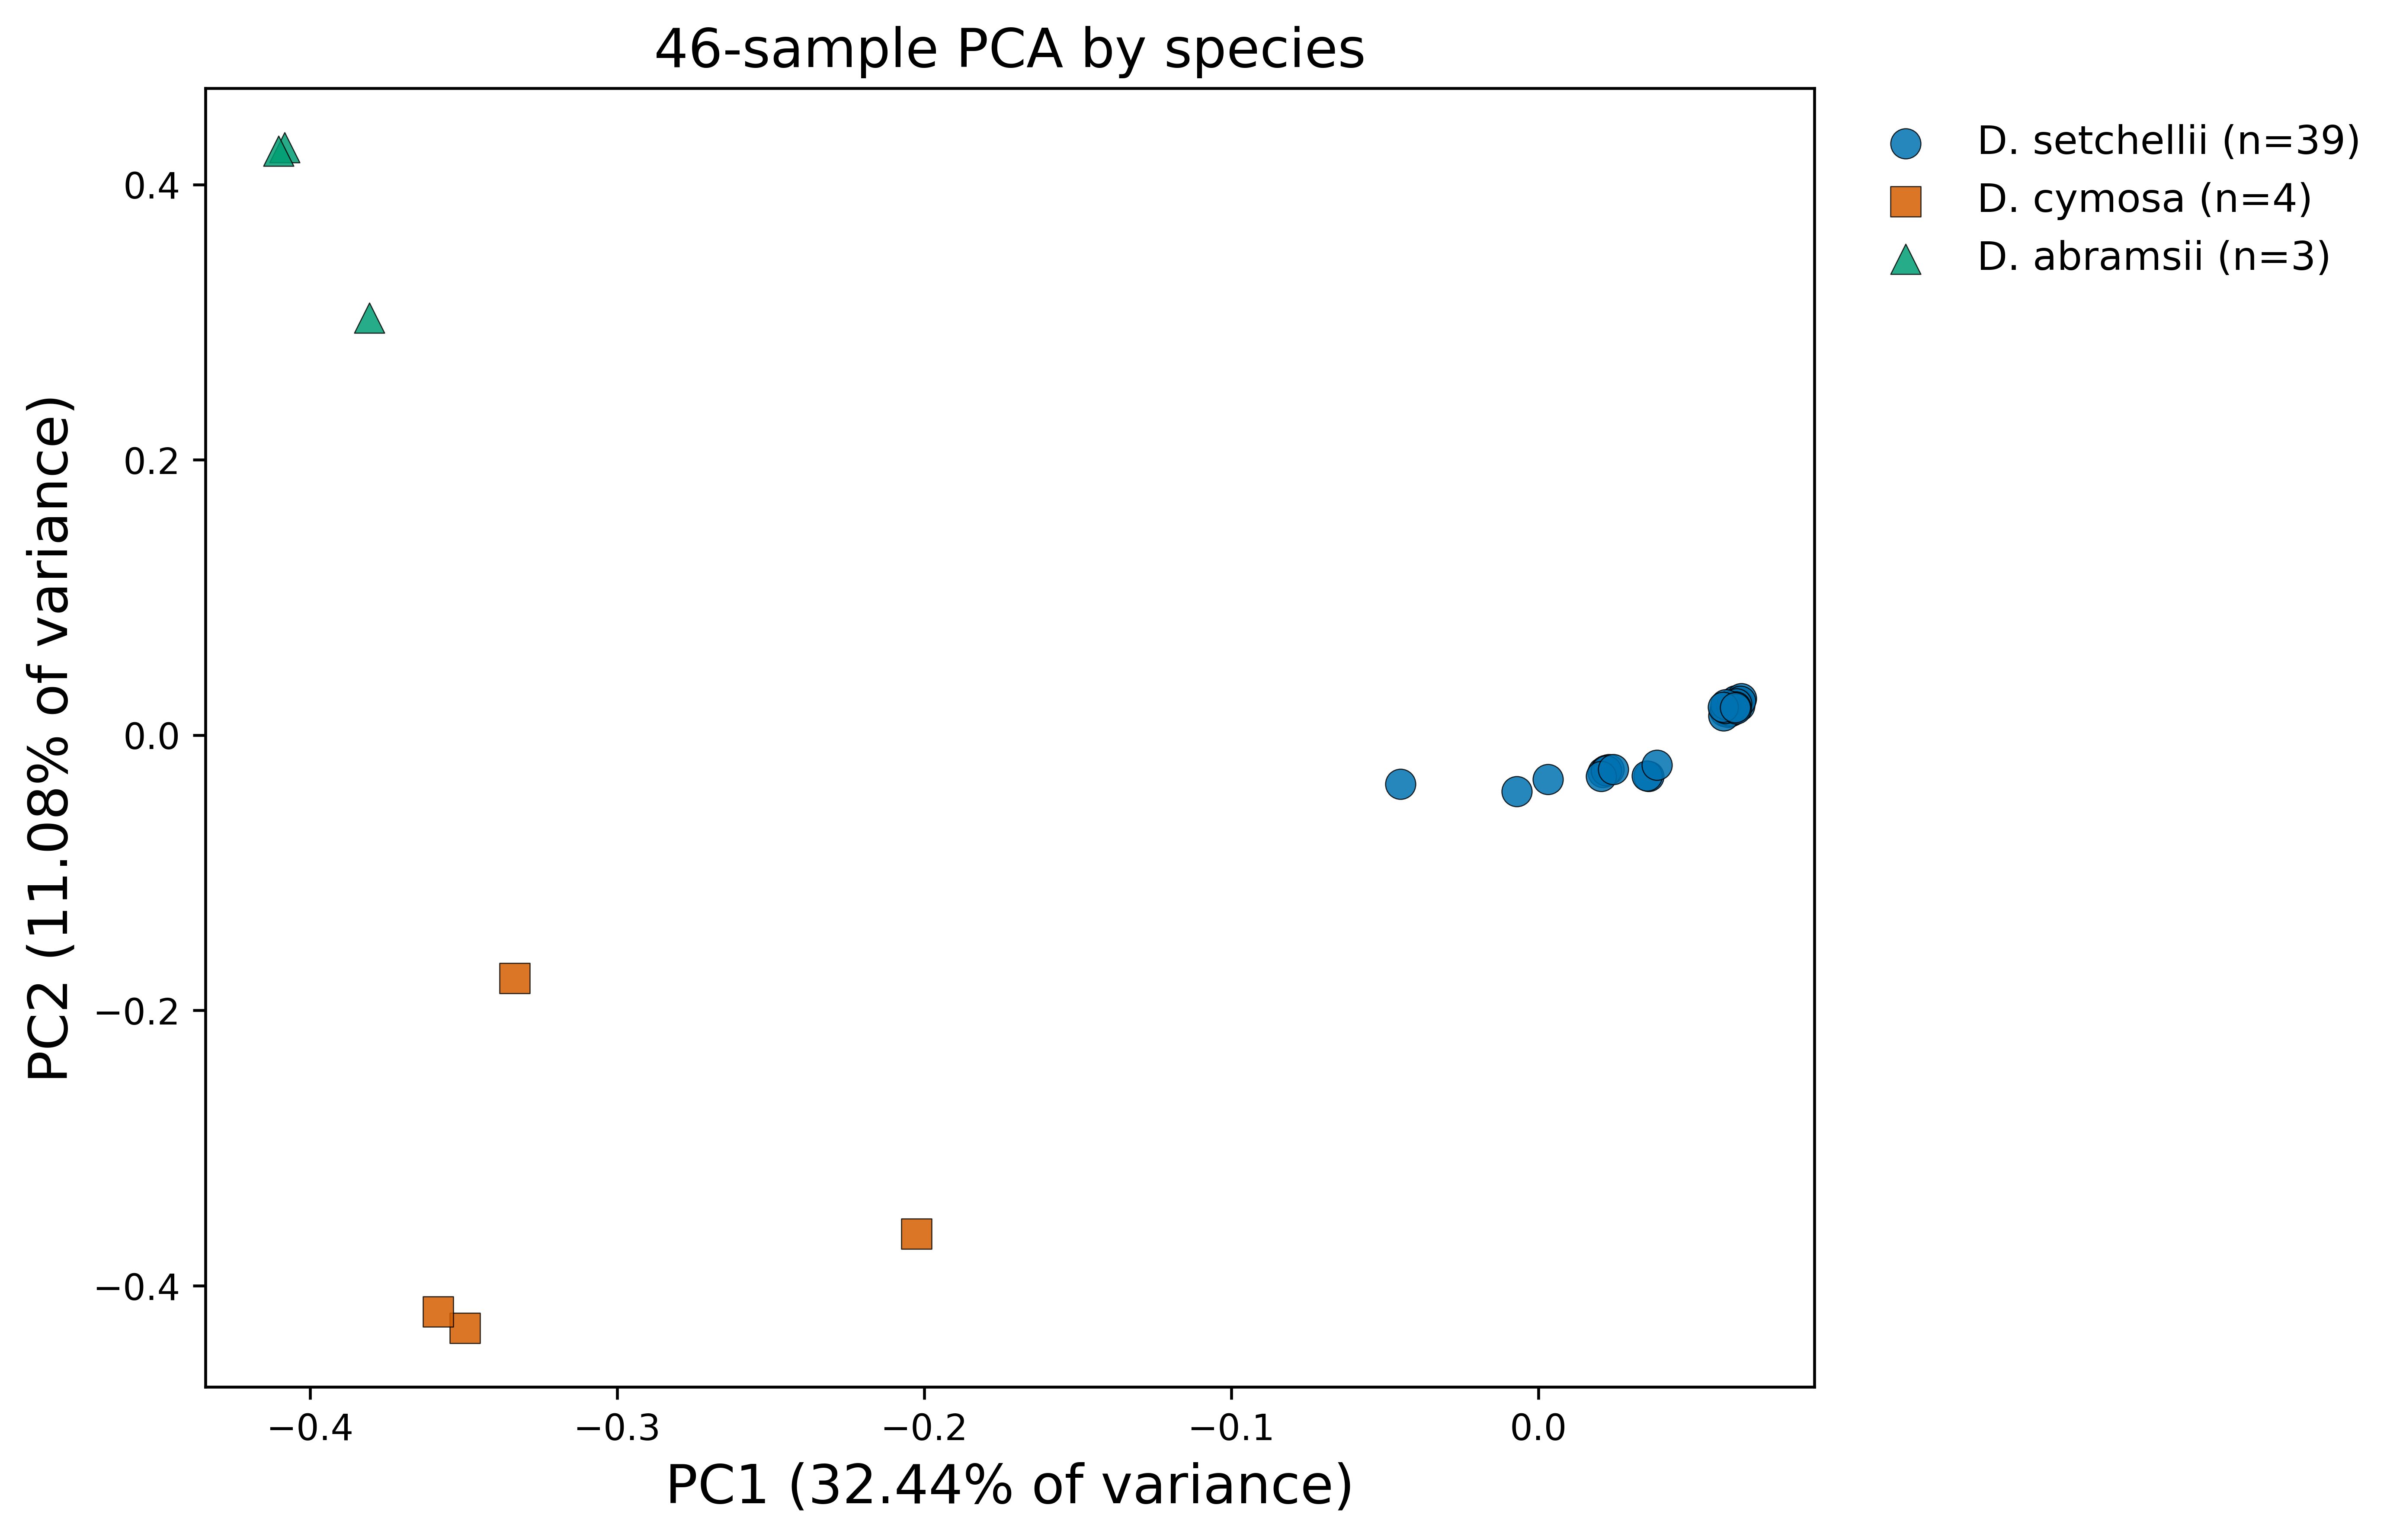 46-sample PCA by species
D. setchellii (n=39)
D. cymosa (n=4)
D. abramsii (n=3)
PC2 (11.08% of variance)
0.4
0.2
0.0
−0.2
−0.4
−0.4
−0.3
−0.2
−0.1
0.0
PC1 (32.44% of variance)